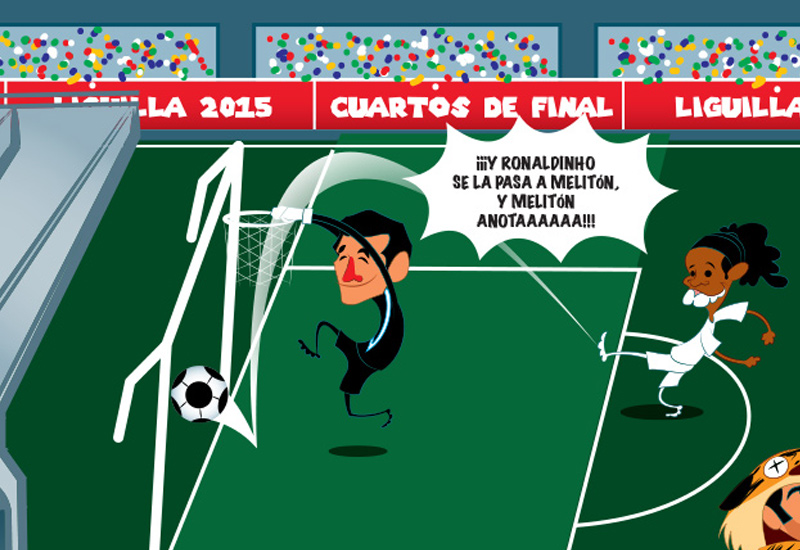 LIGUILLA 2015
CUARTOS DE FINAL
LIGUILLA
¡¡¡Y RONALDINHO
SE LA PASA A MELITÓN,
Y MELITÓN
ANOTAAAAAA!!!